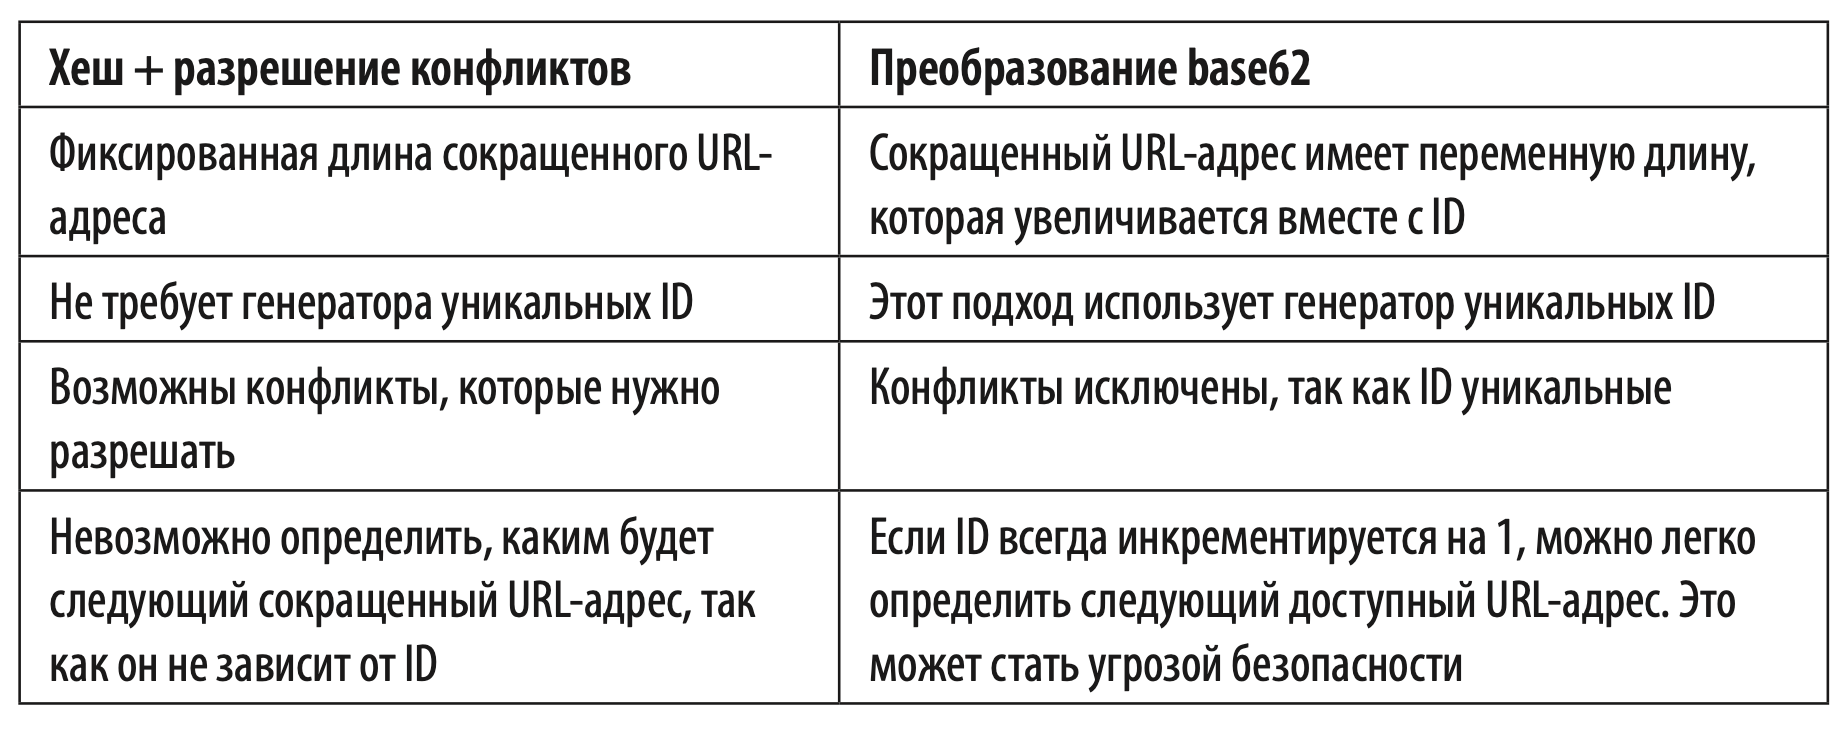 Хеш + разрешение конфликтов
Преобразование base62
Фиксированная длина сокращенного URL-
адреса
Сокращенный URL-адрес имеет переменную длину,
которая увеличивается вместе с ID
Не требует генератора уникальных ID
Этот подход использует генератор уникальных ID
Возможны конфликты, которые нужно
разрешать
Конфликты исключены, так как ID уникальные
Невозможно определить, каким будет
следующий сокращенный URL-адрес, так
как он не зависит от ID
Если ID всегда инкрементируется на 1, можно легко
определить следующий доступный URL-адрес. Это
может стать угрозой безопасности